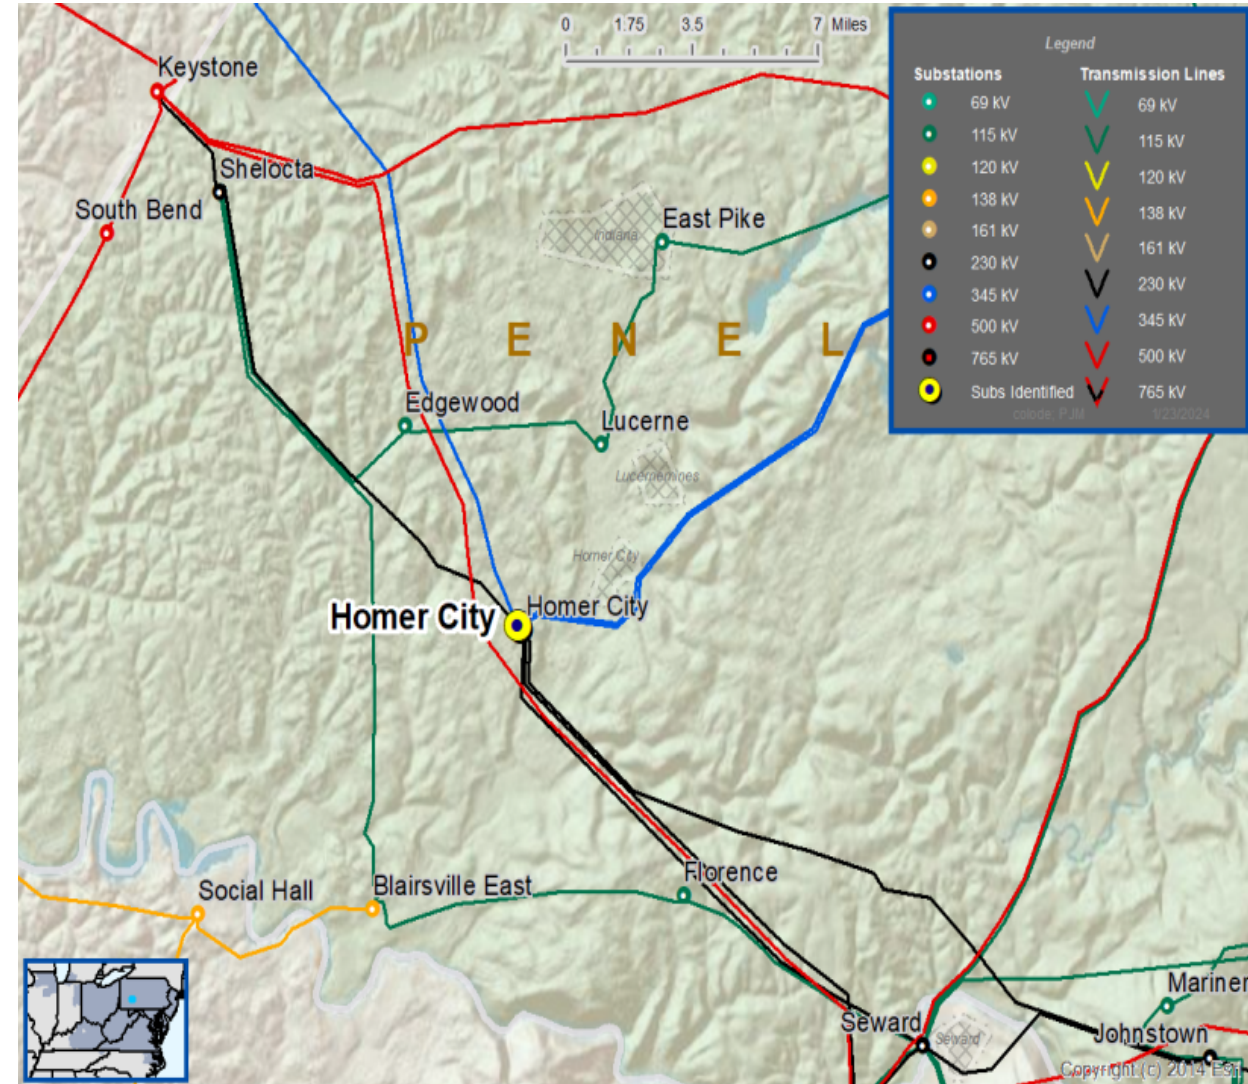 0 1.75 3.5 7 Miles
Legend
Substations
Transmission Lines
69 kV
69 kV
115 kV
115 kV
120 kV
120 kV
138 kV
138 kV
161 kV
161 kV
230 kV
230 kV
345 kV
345 kV
500 kV
500 kV
765 kV
765 kV
Subs Identified
colode, PJM 1/23/2024
Keystone
Shelocta
South Bend
East Pike
Indiana
P E N E L
Edgewood
Lucerne
Lucernemines
Homer City
Homer City
Homer City
Florence
Social Hall
Blairsville East
Mariner
Seward
Seward
Johnstown
Copyright:(c) 2014 Esri